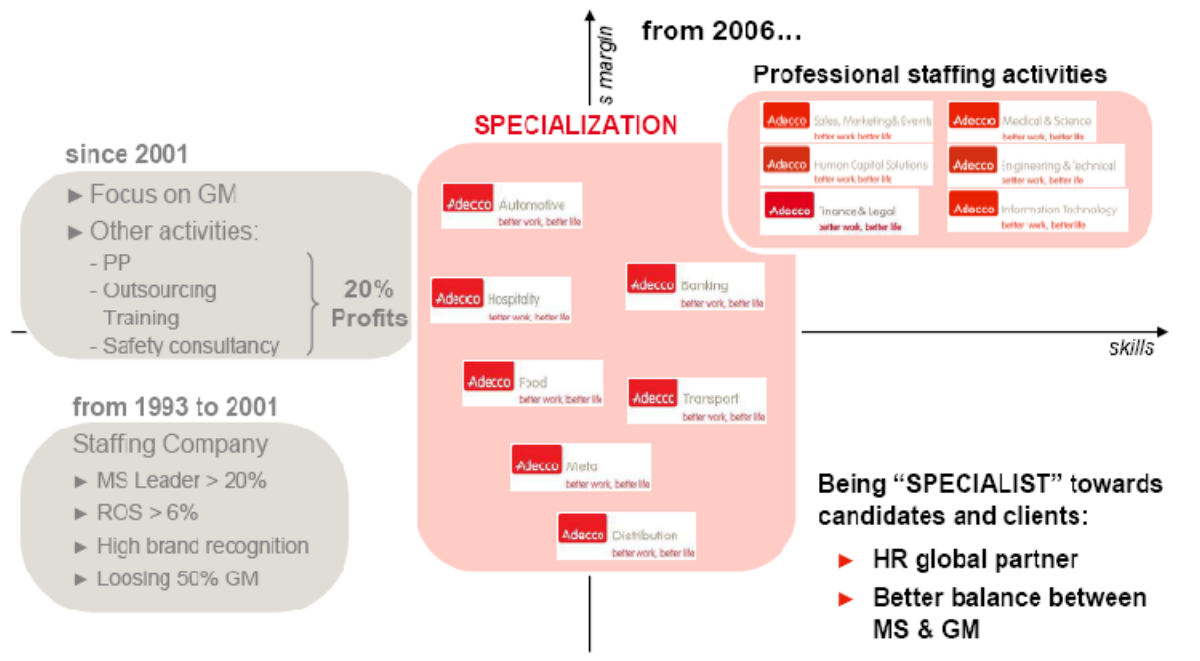 from 2006...
s margin
Professional staffing activities
Adecco Sales, Marketing & Events
better work, better life
Adecco Medical & Science
better work, better life
Adecco Human Capital Solutions
better work, better life
Adecco Engineering & Technical
better work, better life
Adecco Finance & Legal
better work, better life
Adecco Information Technology
better work, better life
SPECIALIZATION
Adecco Automotive
better work, better life
Adecco Hospitality
better work, better life
Adecco Banking
better work, better life
Adecco Food
better work, better life
Adecco Transport
better work, better life
Adecco Meta
better work, better life
Adecco Distribution
better work, better life
since 2001
► Focus on GM
► Other activities:
- PP
- Outsourcing
Training
- Safety consultancy
20%
Profits
skills
from 1993 to 2001
Staffing Company
► MS Leader > 20%
► ROS > 6%
► High brand recognition
► Loosing 50% GM
Being “SPECIALIST” towards
candidates and clients:
► HR global partner
► Better balance between
MS & GM